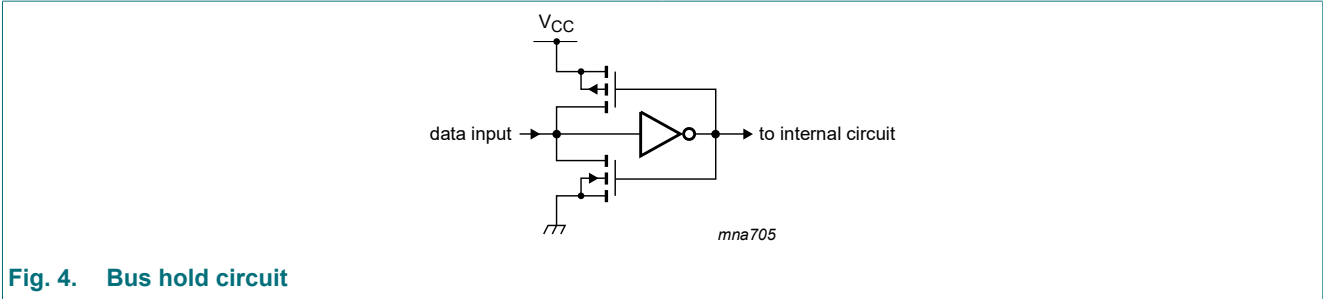 VCC
data input
to internal circuit
mna705
Fig. 4. Bus hold circuit